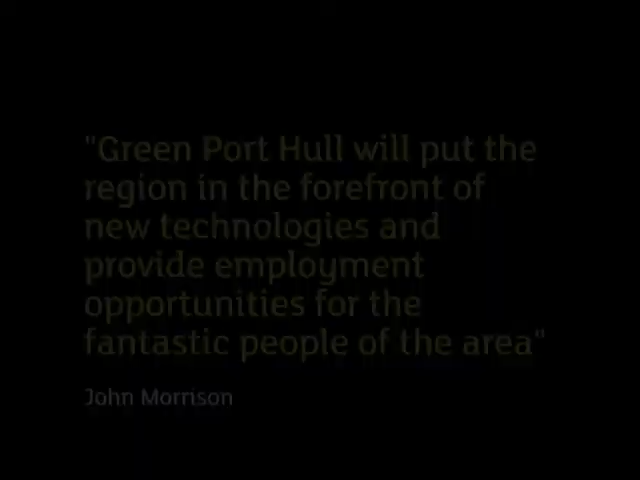 "Green Port Hull will put the
region in the forefront of
new technologies and
provide employment
opportunities for the
fantastic people of the area"
John Morrison